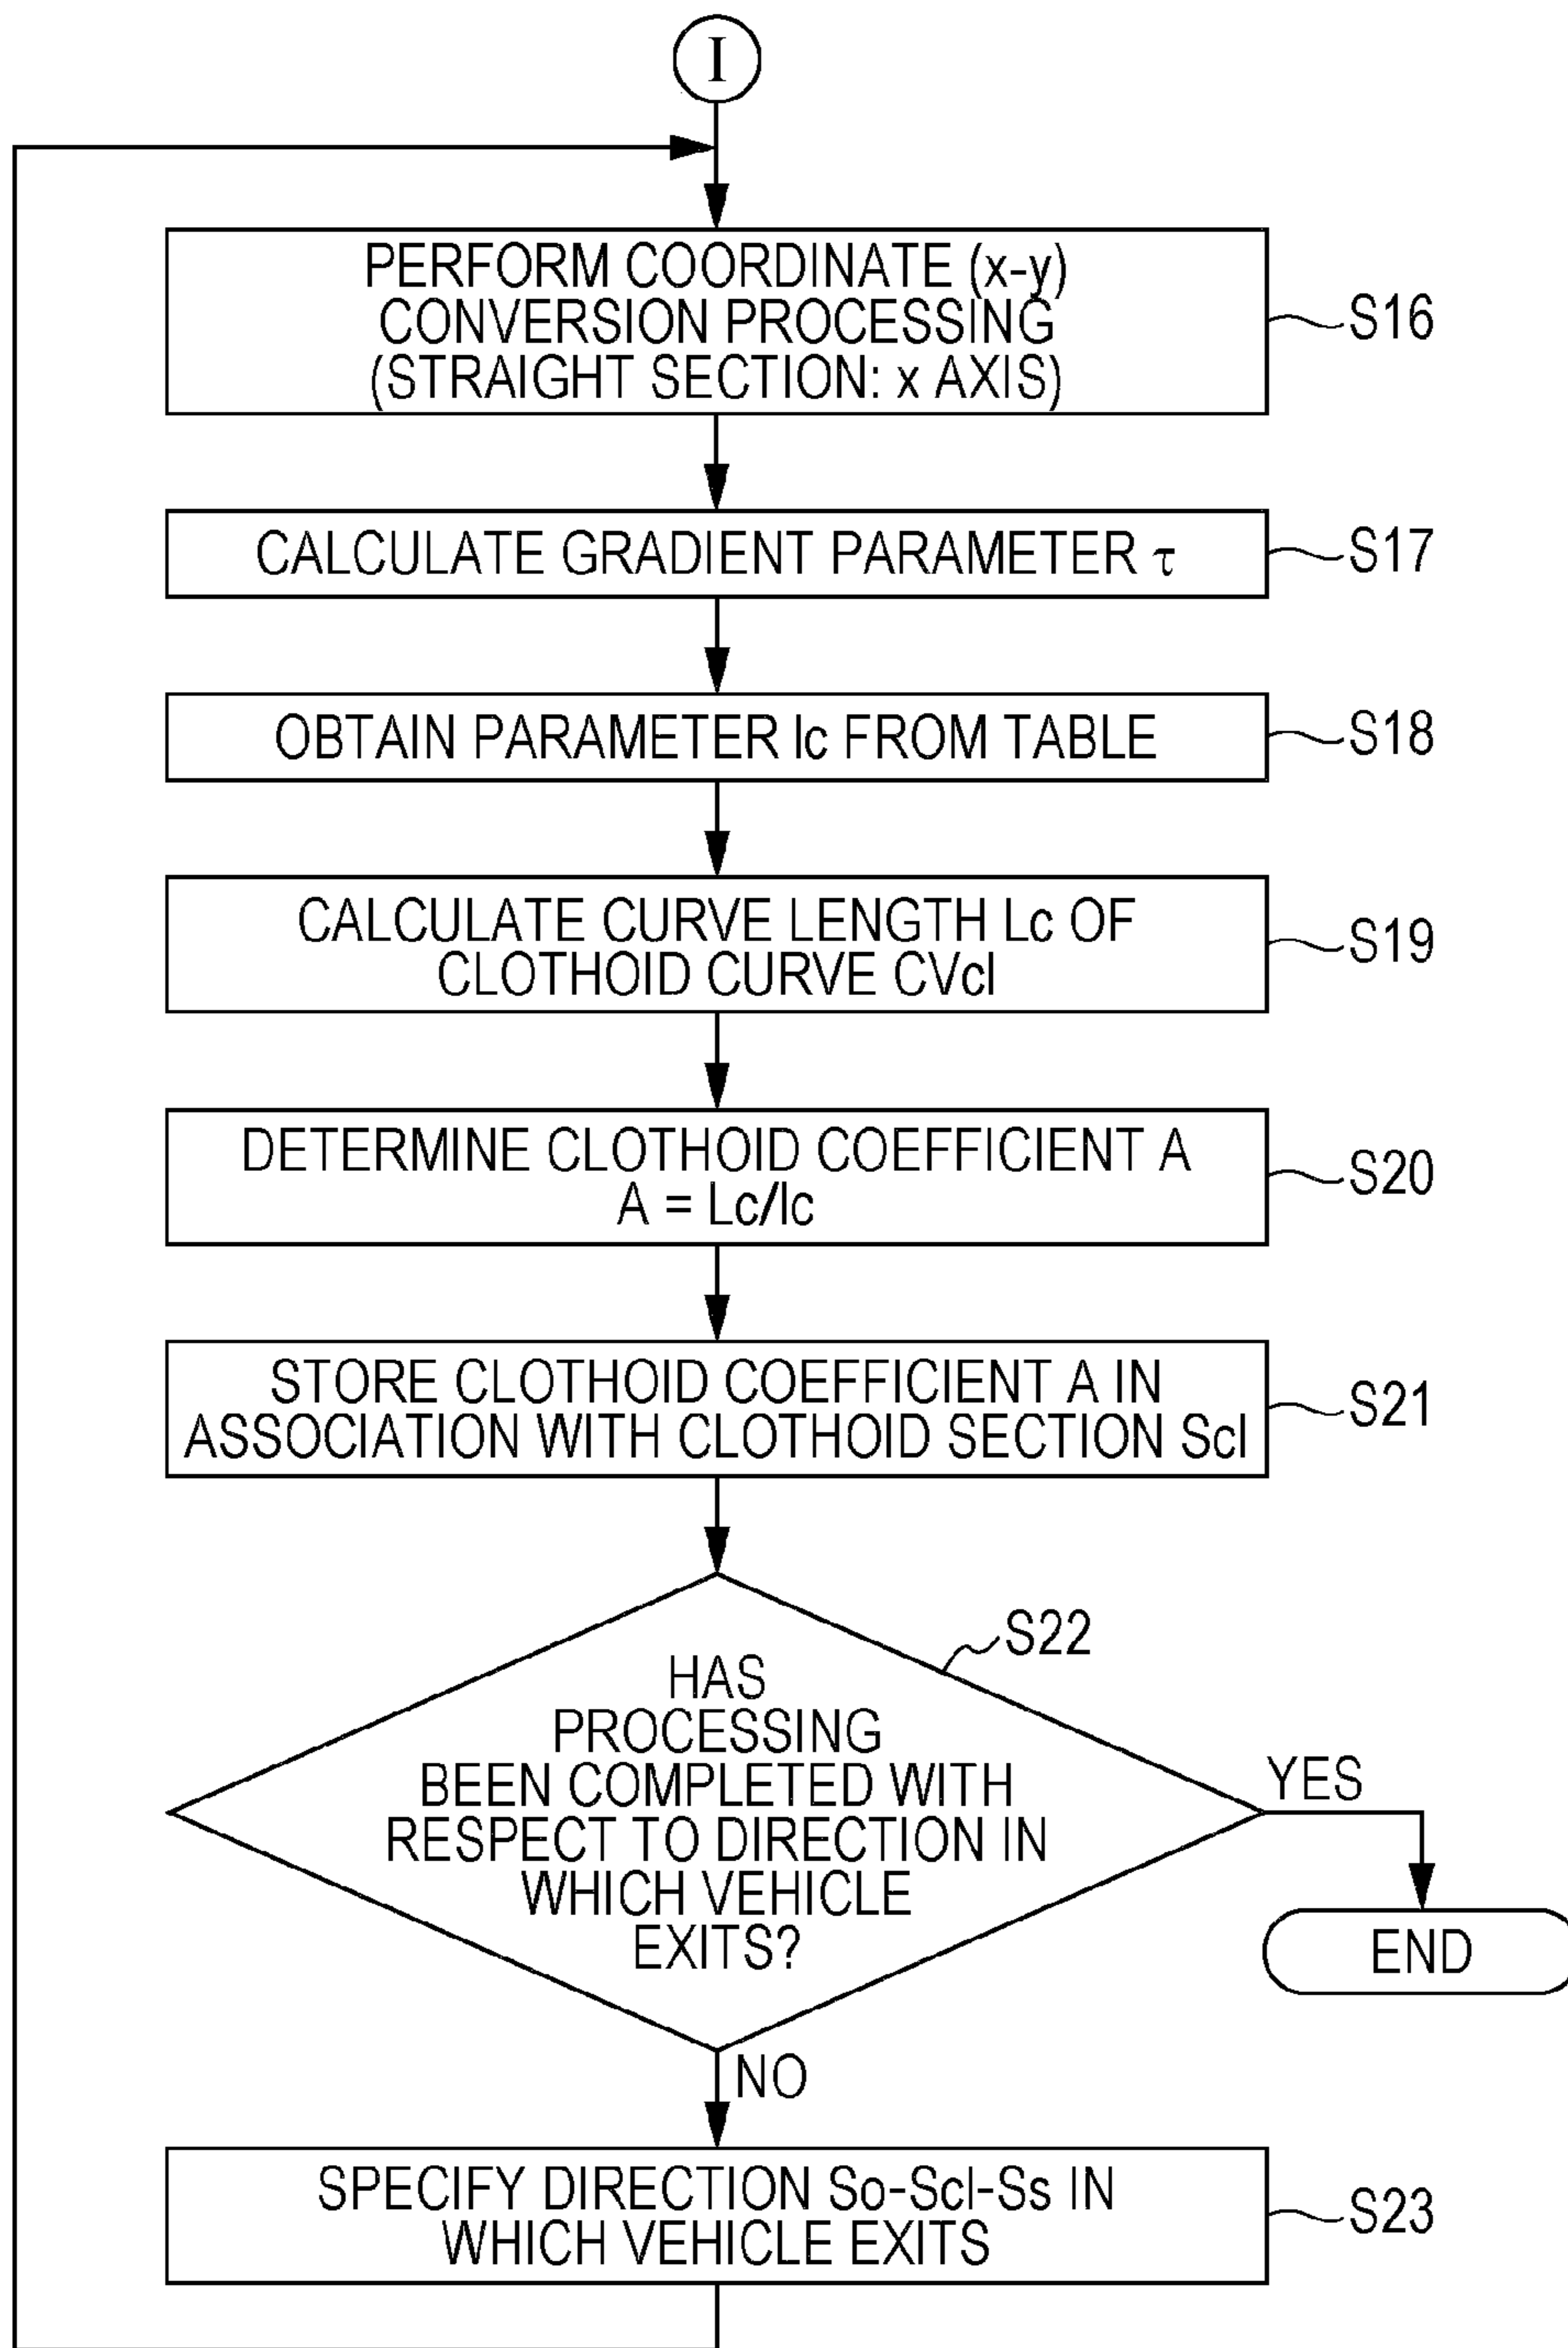 I
PERFORM COORDINATE (x-y)
CONVERSION PROCESSING
(STRAIGHT SECTION: x AXIS)
S16
CALCULATE GRADIENT PARAMETER τ
S17
OBTAIN PARAMETER lc FROM TABLE
S18
CALCULATE CURVE LENGTH Lc OF
CLOTHOID CURVE CVcl
S19
DETERMINE CLOTHOID COEFFICIENT A
A = Lc/lc
S20
STORE CLOTHOID COEFFICIENT A IN
ASSOCIATION WITH CLOTHOID SECTION Scl
S21
S22
HAS
PROCESSING
BEEN COMPLETED WITH
RESPECT TO DIRECTION IN
WHICH VEHICLE
EXITS?
YES
END
NO
SPECIFY DIRECTION So-Scl-Ss IN
WHICH VEHICLE EXITS
S23